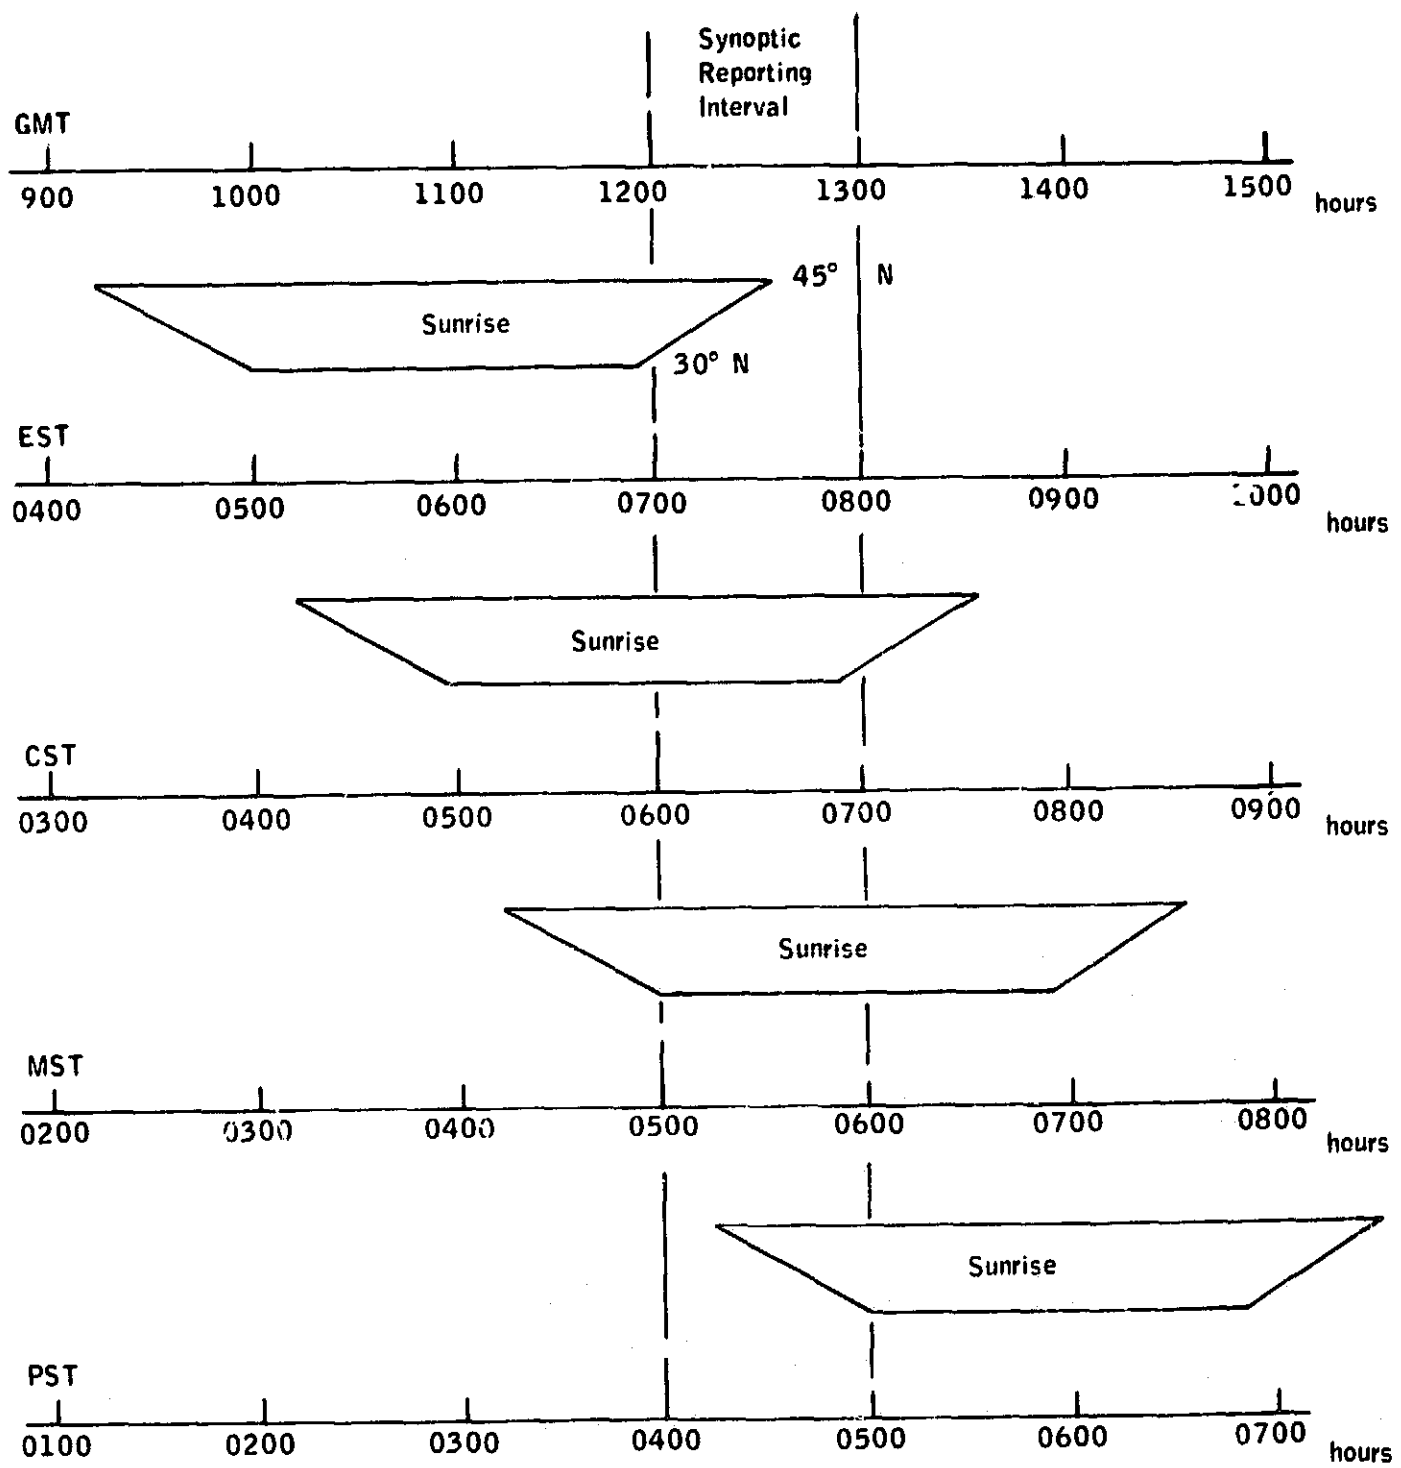 Synoptic
Reporting
Interval
GMT
900 1000 1100 1200 1300 1400 1500 hours
45° N
Sunrise
30° N
EST
0400 0500 0600 0700 0800 0900 1000 hours
Sunrise
CST
0300 0400 0500 0600 0700 0800 0900 hours
Sunrise
MST
0200 0300 0400 0500 0600 0700 0800 hours
Sunrise
PST
0100 0200 0300 0400 0500 0600 0700 hours